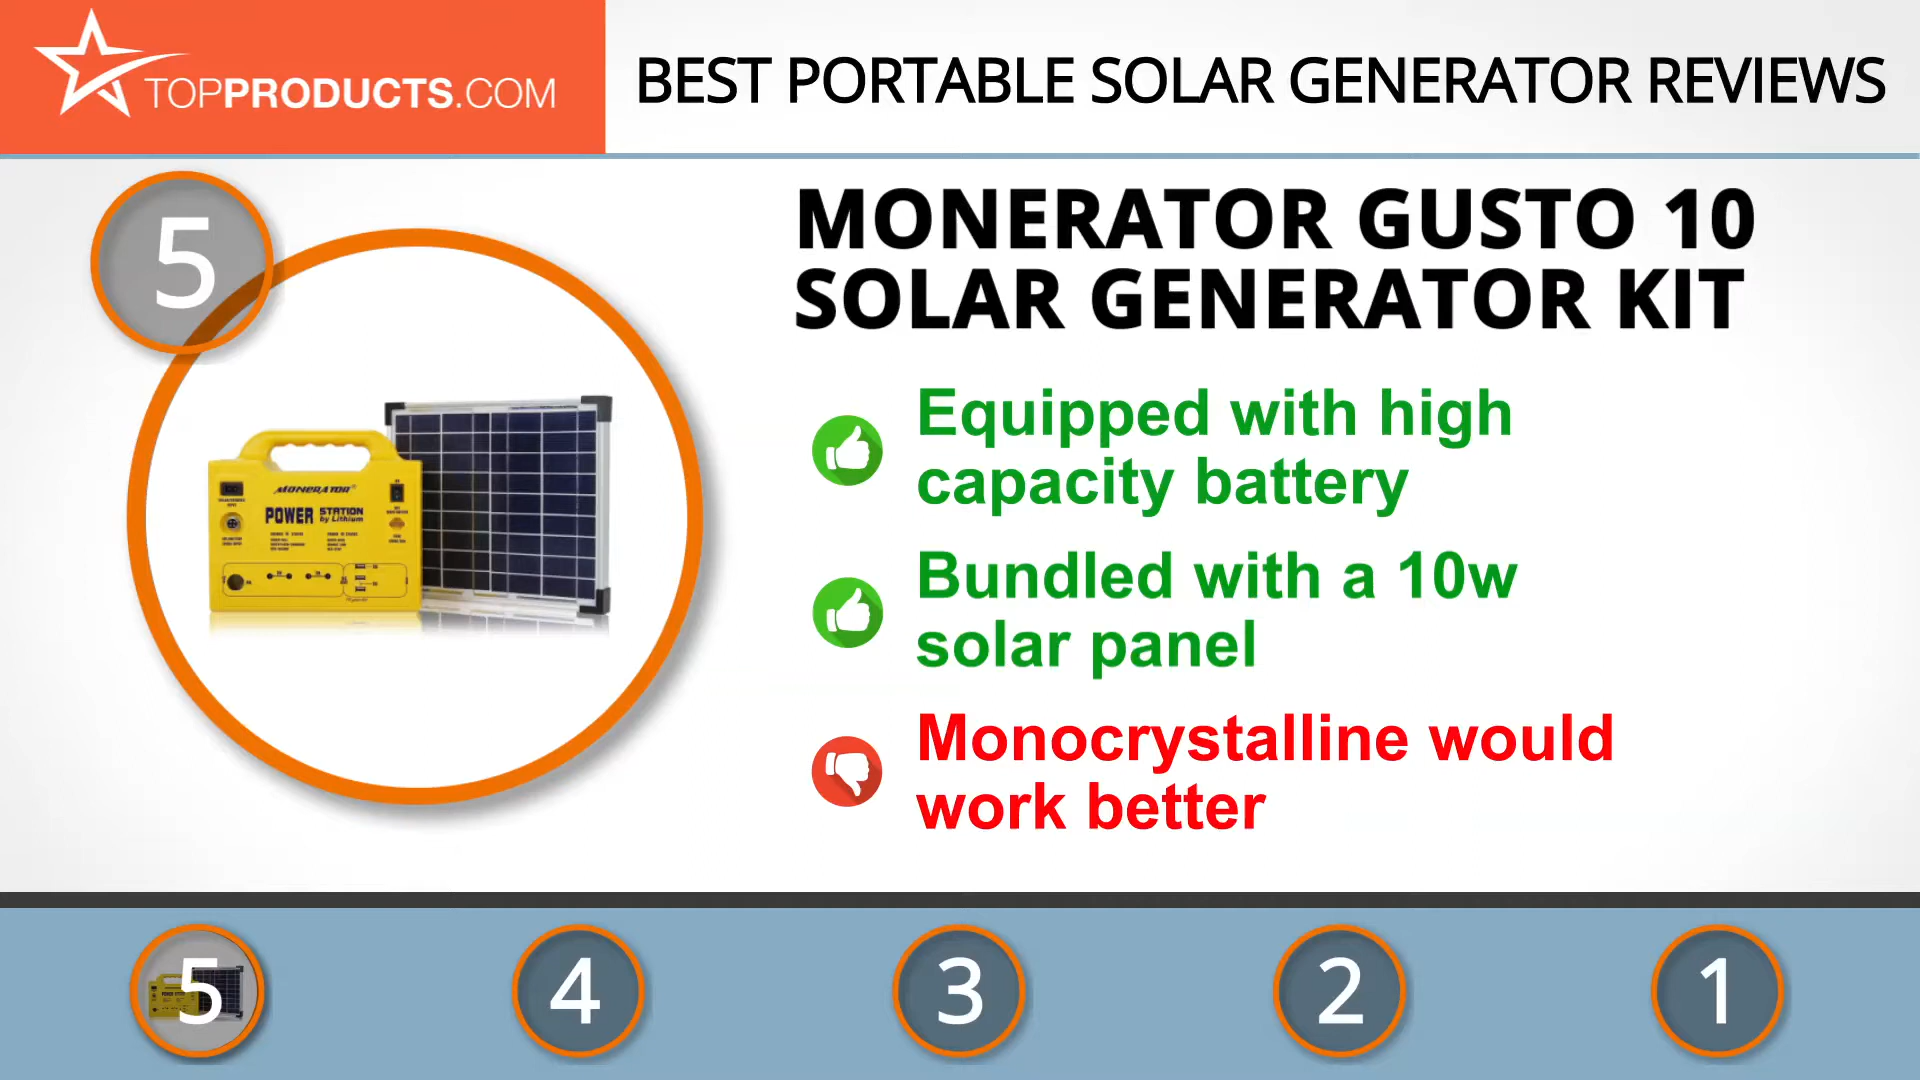 TOPPRODUCTS.COM
BEST PORTABLE SOLAR GENERATOR REVIEWS
5
MONERATOR GUSTO 10
SOLAR GENERATOR KIT
MONERATOR®
POWER STATION
by Lithium
Equipped with high
capacity battery
Bundled with a 10w
solar panel
Monocrystalline would
work better
5
4
3
2
1